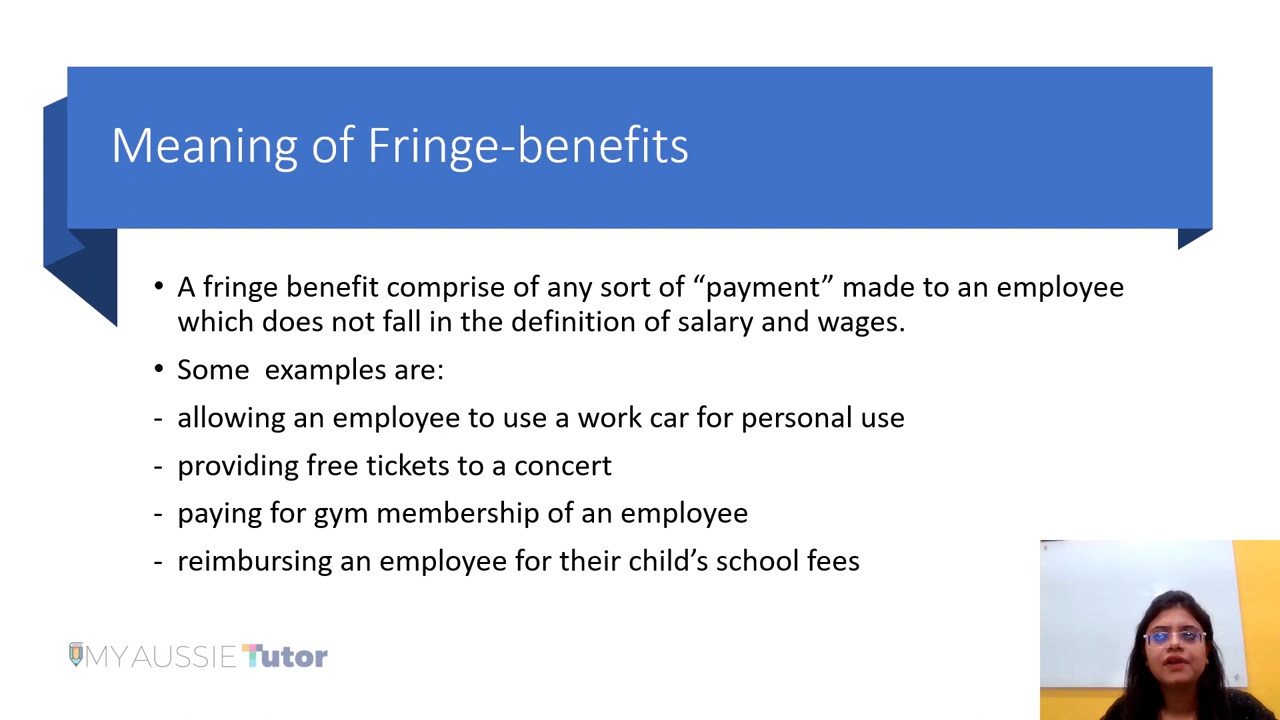 Meaning of Fringe-benefits
• A fringe benefit comprise of any sort of “payment” made to an employee
which does not fall in the definition of salary and wages.
• Some  examples are:
- allowing an employee to use a work car for personal use
- providing free tickets to a concert
- paying for gym membership of an employee
- reimbursing an employee for their child’s school fees
MY AUSSIE Tutor